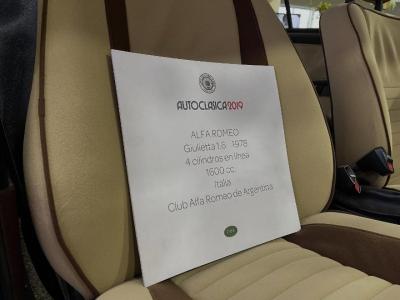 AUTOCLASICA2019
ALFA ROMEO
Giulietta 1.6 1978
4 cilindros en línea
1600 cc.
Italia
Club Alfa Romeo de Argentina